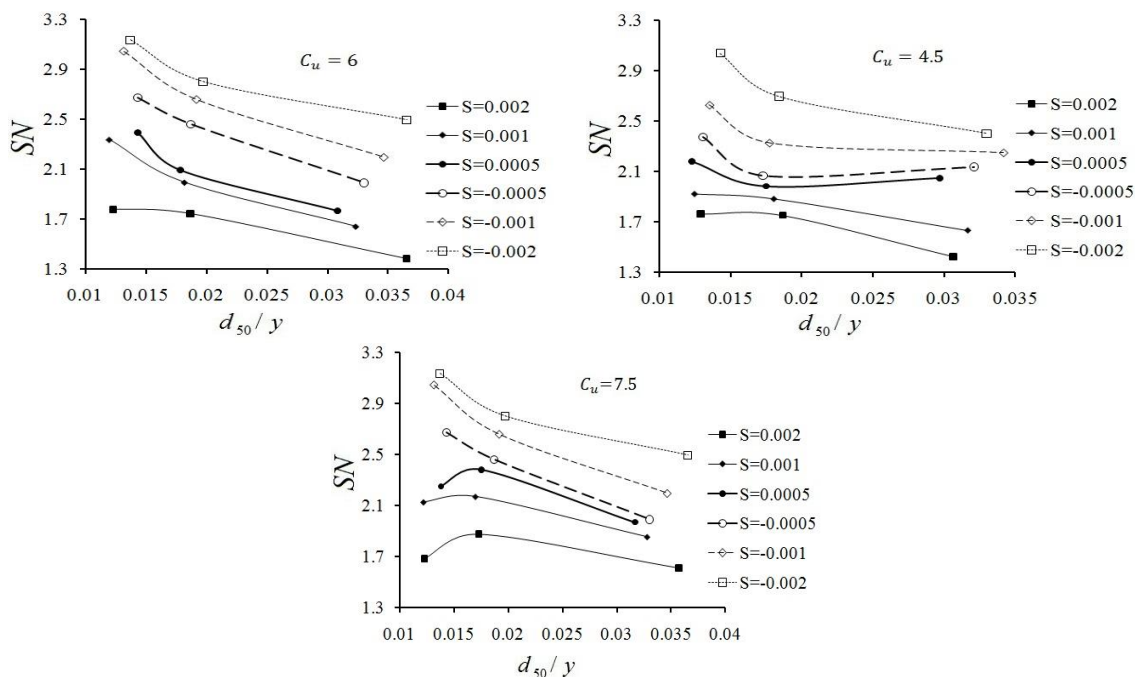 3.3
2.9
2.5
2.1
1.7
1.3
SN
C_u = 6
0.01 0.015 0.02 0.025 0.03 0.035 0.04
d_50 / y
S=0.002
S=0.001
S=0.0005
S=-0.0005
S=-0.001
S=-0.002
3.3
2.9
2.5
2.1
1.7
1.3
SN
C_u = 4.5
0.01 0.015 0.02 0.025 0.03 0.035
d_50 / y
S=0.002
S=0.001
S=0.0005
S=-0.0005
S=-0.001
S=-0.002
3.3
2.9
2.5
2.1
1.7
1.3
SN
C_u=7.5
0.01 0.015 0.02 0.025 0.03 0.035 0.04
d_50 / y
S=0.002
S=0.001
S=0.0005
S=-0.0005
S=-0.001
S=-0.002